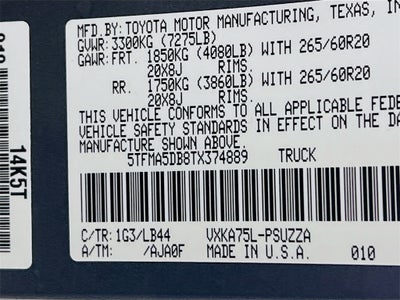 MFD.BY: TOYOTA MOTOR MANUFACTURING, TEXAS,
GVWR: 3300KG (7275LB)
GAWR: FRT. 1850KG (4080LB) WITH 265/60R20
20X8J RIMS.
RR. 1750KG (3860LB) WITH 265/60R20
20X8J RIMS.
THIS VEHICLE CONFORMS TO ALL APPLICABLE FEDE
VEHICLE SAFETY STANDARDS IN EFFECT ON THE DA
MANUFACTURE SHOWN ABOVE.
5TFMA5DB8TX374889 TRUCK
C/TR: 1G3/LB44 VXKA75L-PSUZZA
A/TM: /AJA0F MADE IN U.S.A 010
14K5T